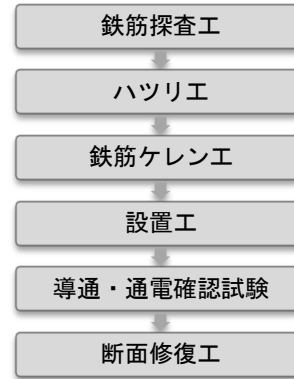 鉄筋探査工
ハツリエ
鉄筋ケレン工
設置工
導通・通電確認試験
断面修復工